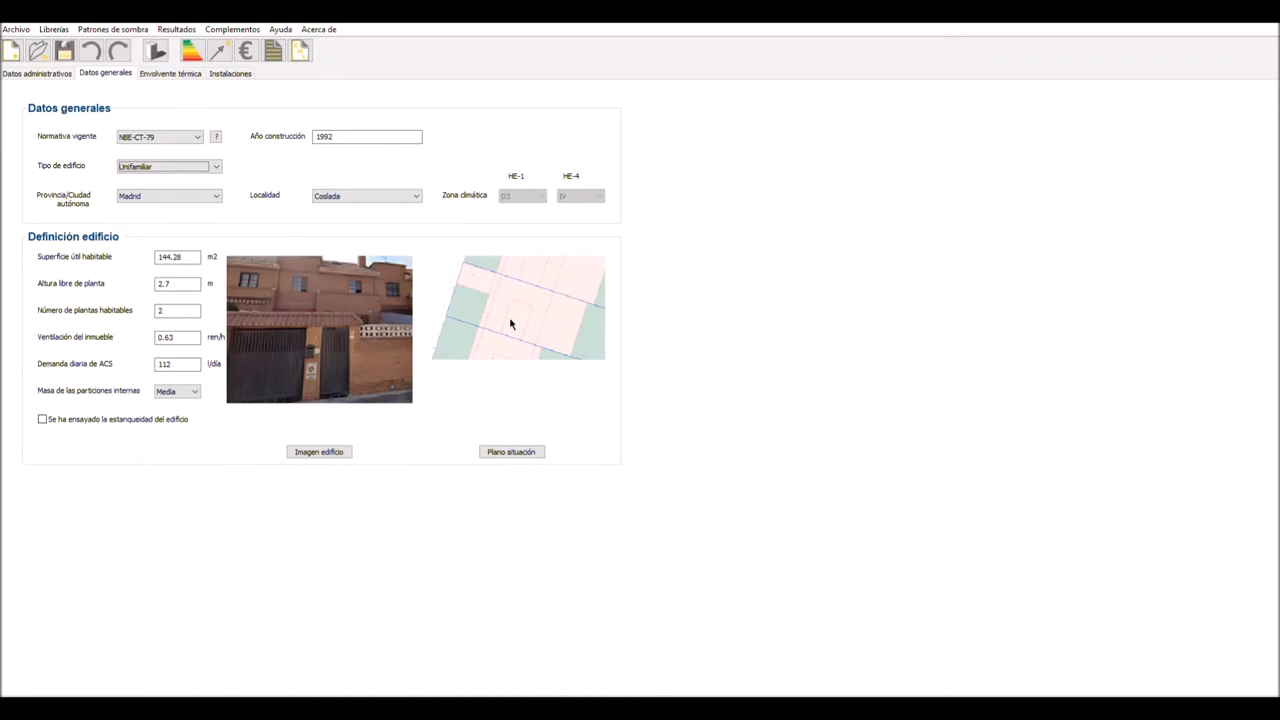 Archivo Librerías Patrones de sombra Resultados Complementos Ayuda Acerca de
Datos administrativos Datos generales Envolvente térmica Instalaciones
Datos generales
Normativa vigente NBE-CT-79 ? Año construcción 1992
Tipo de edificio Unifamiliar
HE-1 HE-4
Provincia/Ciudad autónoma Madrid Localidad Coslada Zona climática D3 IV
Definición edificio
Superficie útil habitable 144.28 m2
Altura libre de planta 2.7 m
Número de plantas habitables 2
Ventilación del inmueble 0.63 ren/h
Demanda diaria de ACS 112 l/día
Masa de las particiones internas Media
Se ha ensayado la estanqueidad del edificio
Imagen edificio Plano situación